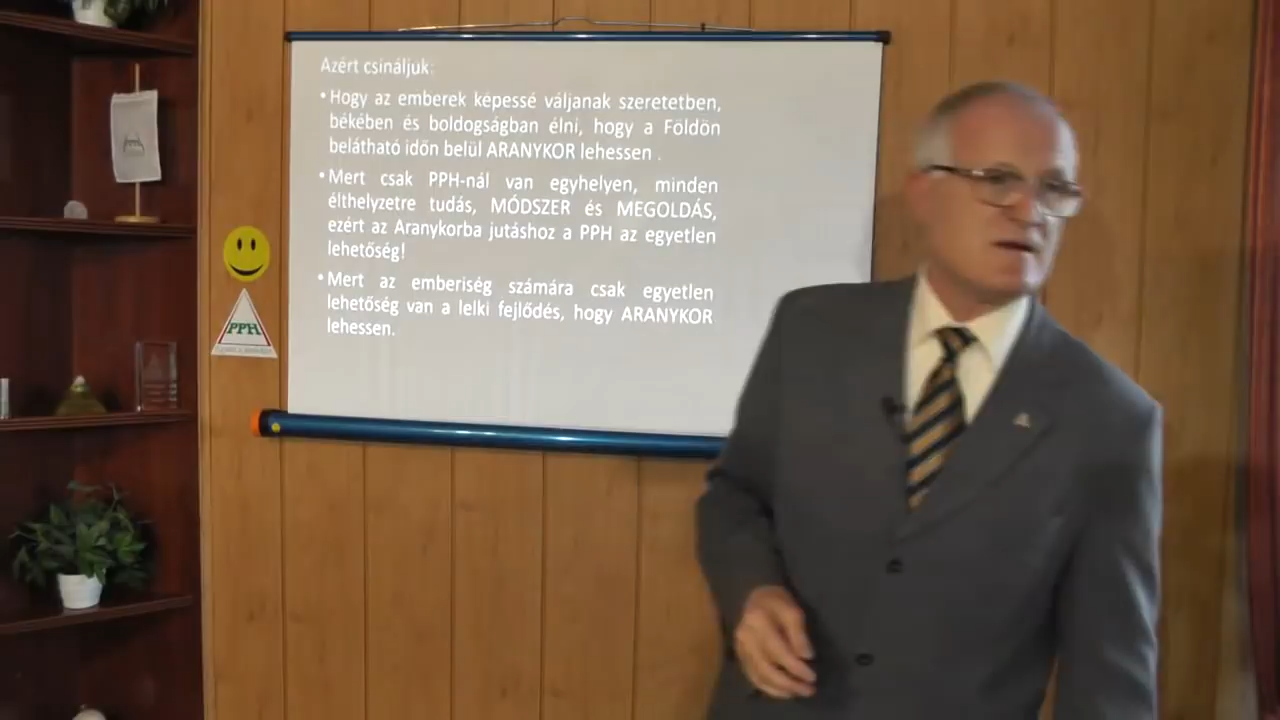 Azért csináljuk:
•Hogy az emberek képessé váljanak szeretetben,
békében és boldogságban élni, hogy a Földön
belátható időn belül ARANYKOR lehessen .
•Mert csak PPH-nál van egyhelyen, minden
élthelyzetre tudás, MÓDSZER és MEGOLDÁS,
ezért az Aranykorba jutáshoz a PPH az egyetlen
lehetőség!
•Mert az emberiség számára csak egyetlen
lehetőség van a lelki fejlődés, hogy ARANYKOR
lehessen.
PPH